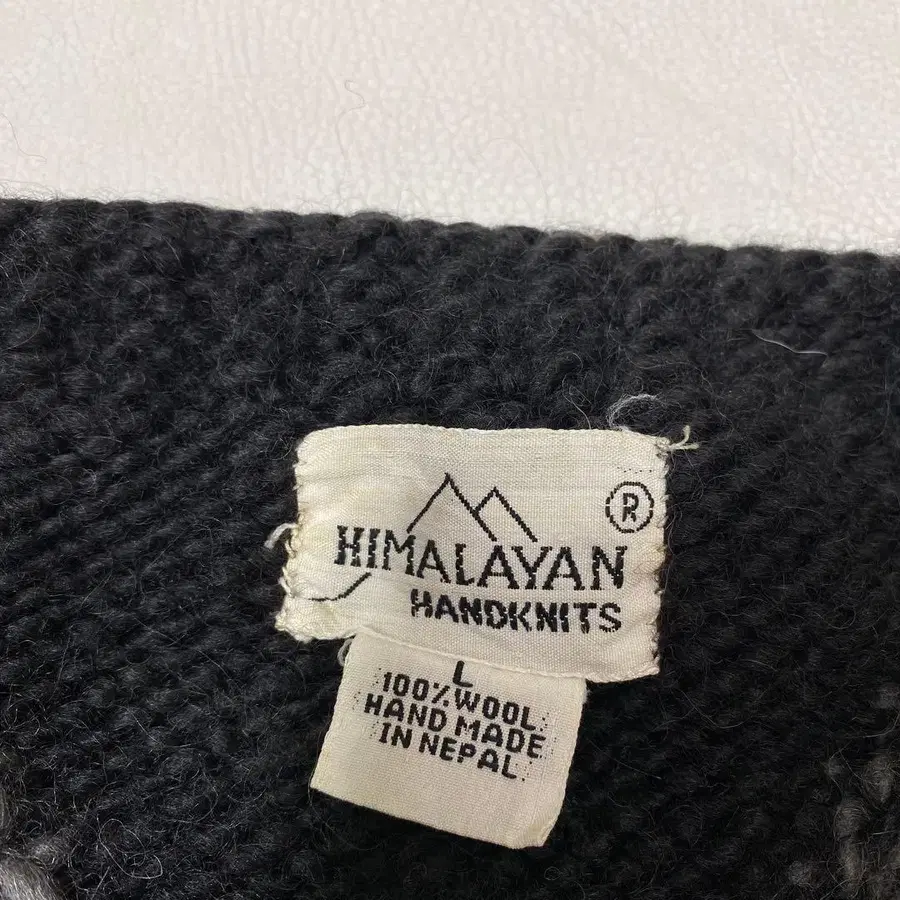 ®
HIMALAYAN
HANDKNITS
L
100% WOOL
HAND MADE
IN NEPAL.